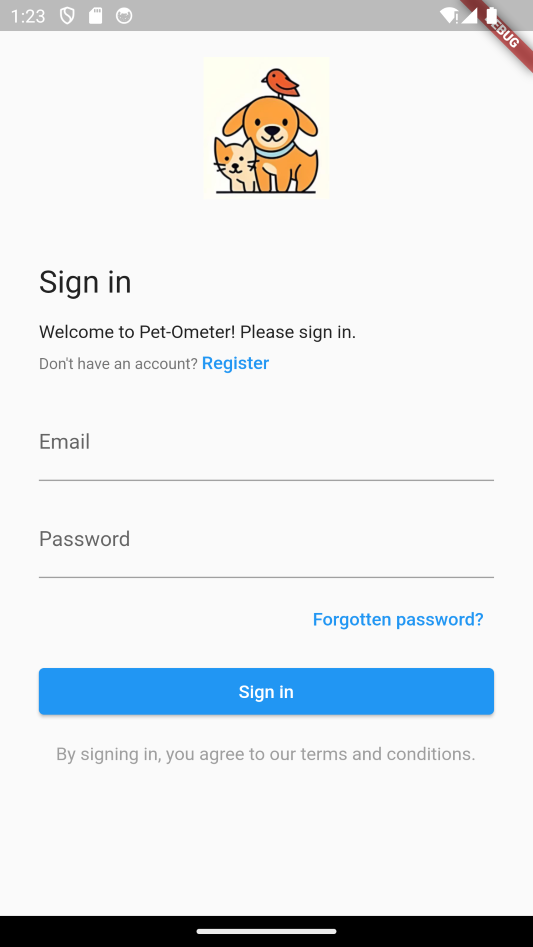 1:23
DEBUG
Sign in
Welcome to Pet-Ometer! Please sign in.
Don't have an account? Register
Email
Password
Forgotten password?
Sign in
By signing in, you agree to our terms and conditions.